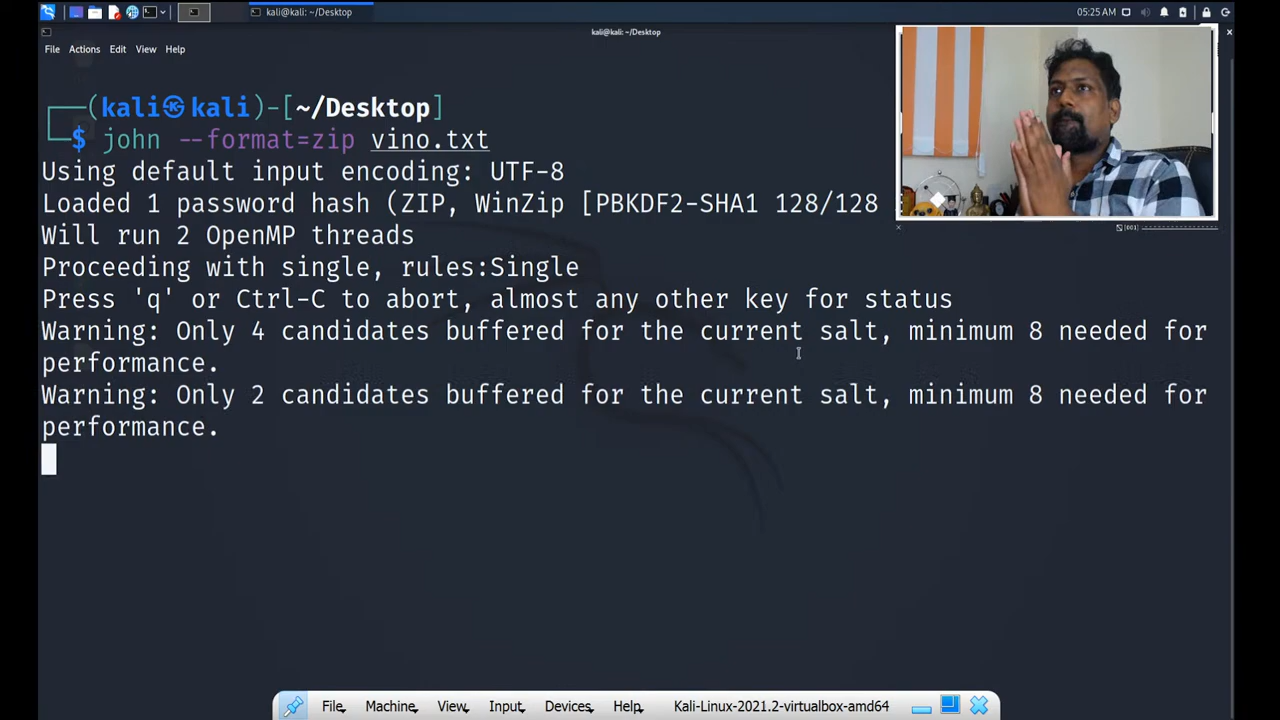 kali@kali: ~/Desktop
05:25 AM
kali@kali: ~/Desktop
File Actions Edit View Help
(kali㉿kali)-[~/Desktop]
$ john --format=zip vino.txt
Using default input encoding: UTF-8
Loaded 1 password hash (ZIP, WinZip [PBKDF2-SHA1 128/128
Will run 2 OpenMP threads
Proceeding with single, rules:Single
Press 'q' or Ctrl-C to abort, almost any other key for status
Warning: Only 4 candidates buffered for the current salt, minimum 8 needed for
performance.
Warning: Only 2 candidates buffered for the current salt, minimum 8 needed for
performance.
File Machine View Input Devices Help Kali-Linux-2021.2-virtualbox-amd64